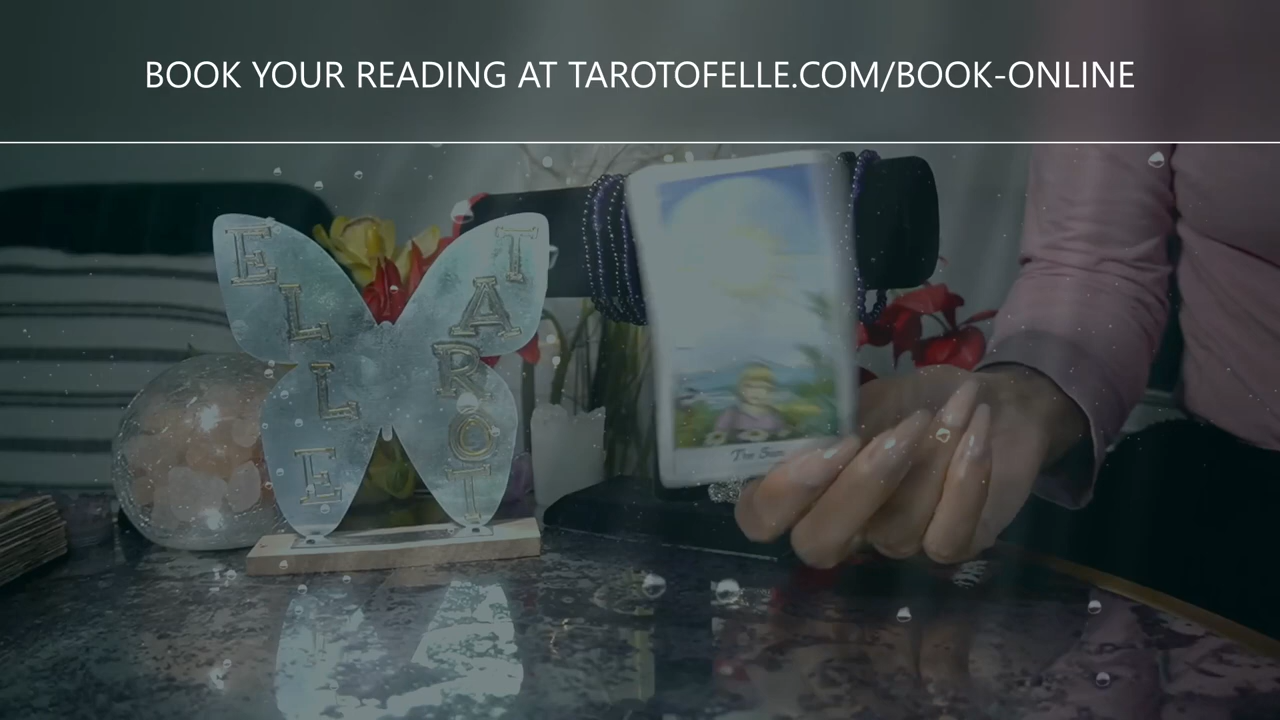 BOOK YOUR READING AT TAROTOFELLE.COM/BOOK-ONLINE
ELLE
TAROT
The Sun